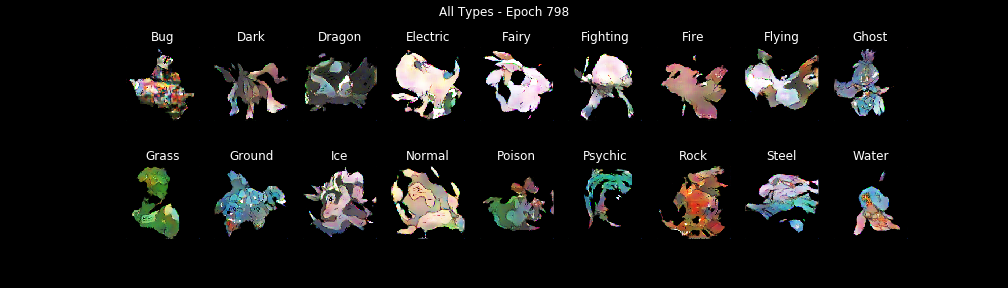 All Types - Epoch 798
Bug Dark Dragon Electric Fairy Fighting Fire Flying Ghost
Grass Ground Ice Normal Poison Psychic Rock Steel Water